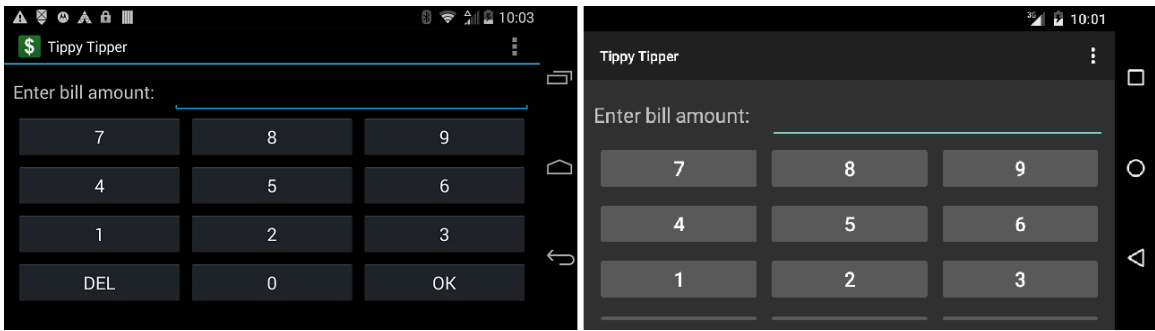 10:03
$ Tippy Tipper
Enter bill amount:
7 8 9
4 5 6
1 2 3
DEL 0 OK
3G 10:01
Tippy Tipper
Enter bill amount:
7 8 9
4 5 6
1 2 3